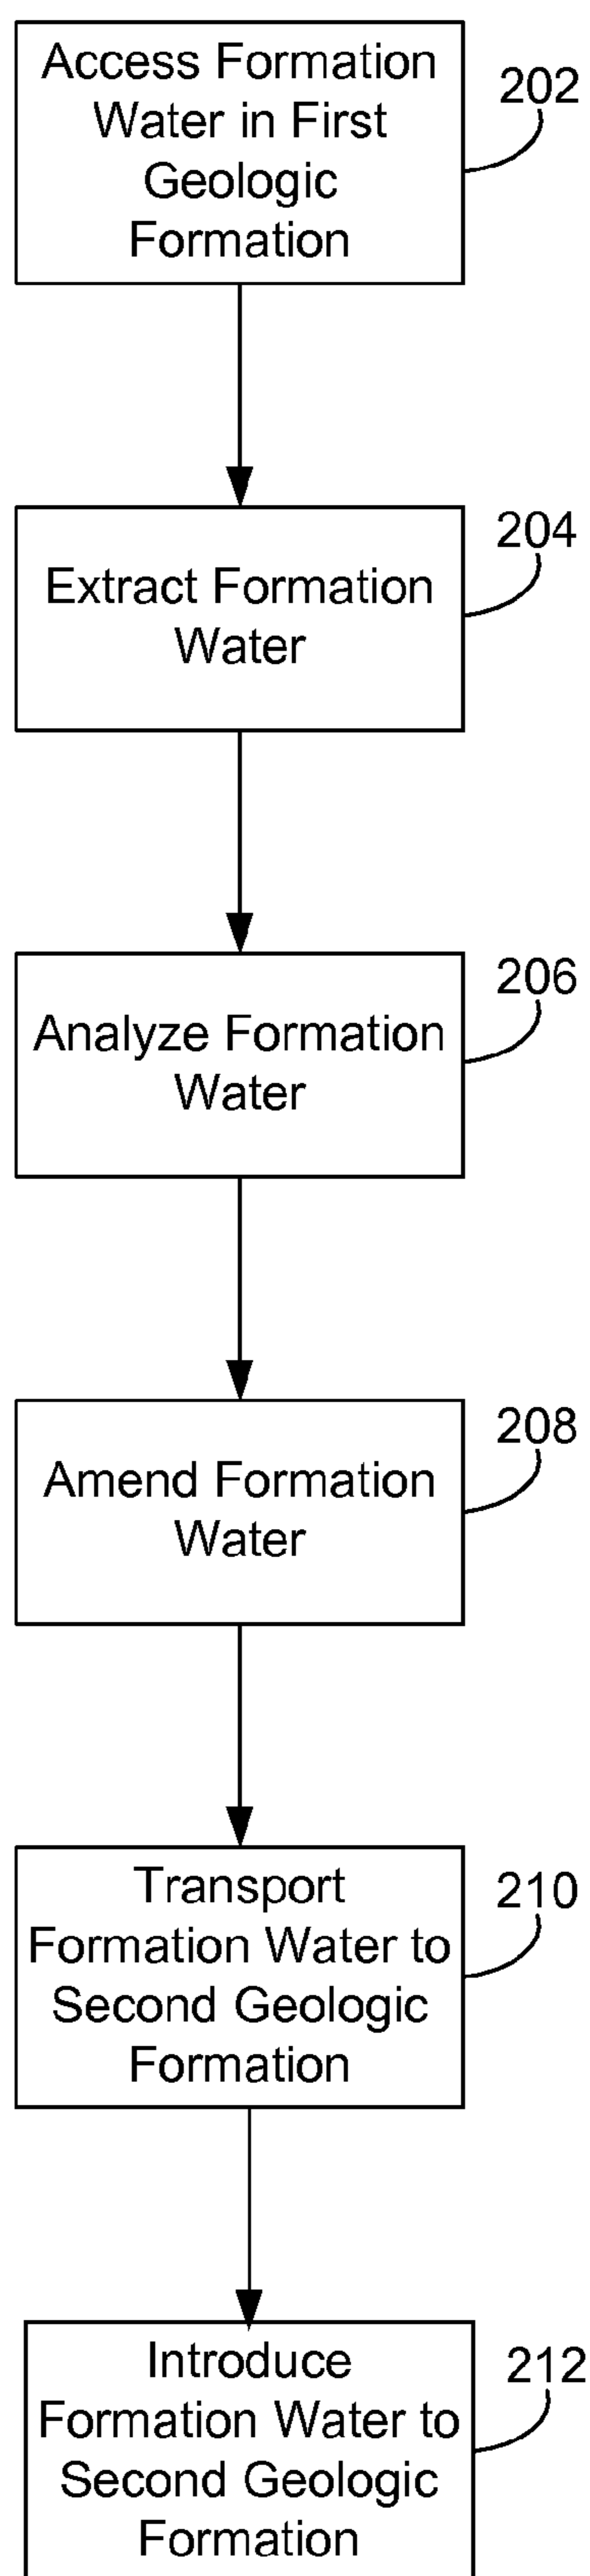 Access Formation
Water in First
Geologic
Formation
202
Extract Formation
Water
204
Analyze Formation
Water
206
Amend Formation
Water
208
Transport
Formation Water to
Second Geologic
Formation
210
Introduce
Formation Water to
Second Geologic
Formation
212